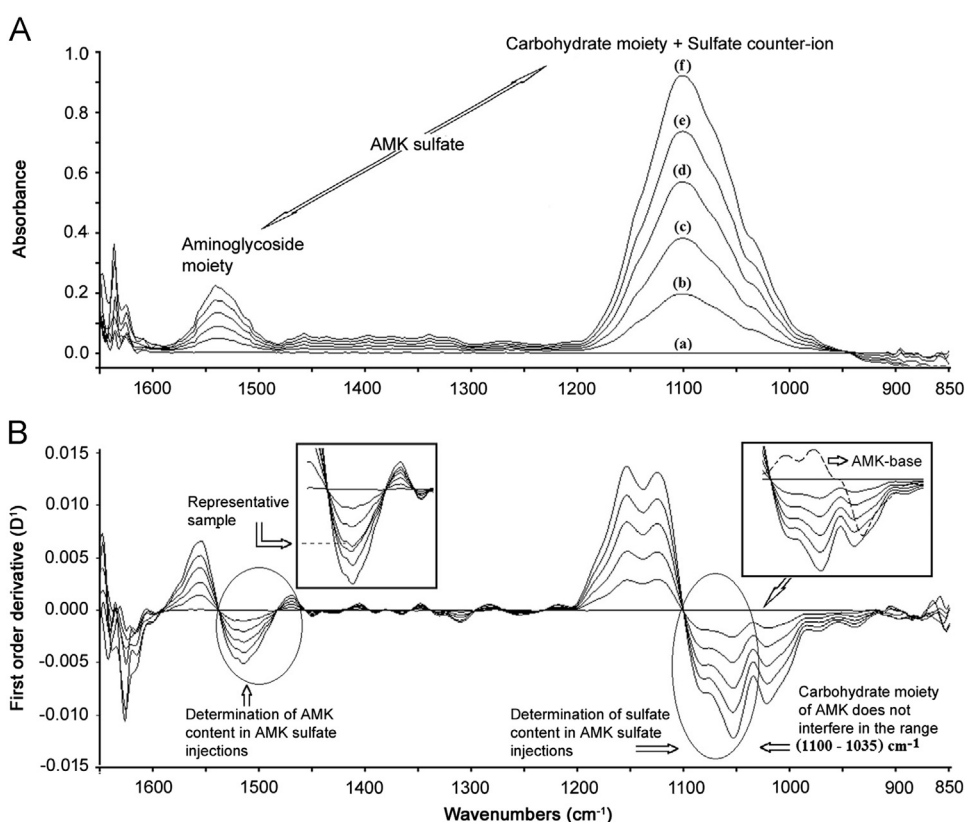 A
Carbohydrate moiety + Sulfate counter-ion
1.0
(f)
0.8
(e)
AMK sulfate
0.6
(d)
Absorbance
0.4
(c)
Aminoglycoside
moiety
0.2
(b)
0.0
(a)
1600 1500 1400 1300 1200 1100 1000 900 850
B
0.015
AMK-base
0.010
Representative
sample
0.005
First order derivative (D¹)
0.000
-0.005
Determination of AMK
content in AMK sulfate
injections
Determination of sulfate
content in AMK sulfate
injections
Carbohydrate moiety
of AMK does not
interfere in the range
(1100 - 1035) cm⁻¹
-0.010
-0.015
1600 1500 1400 1300 1200 1100 1000 900 850
Wavenumbers (cm⁻¹)